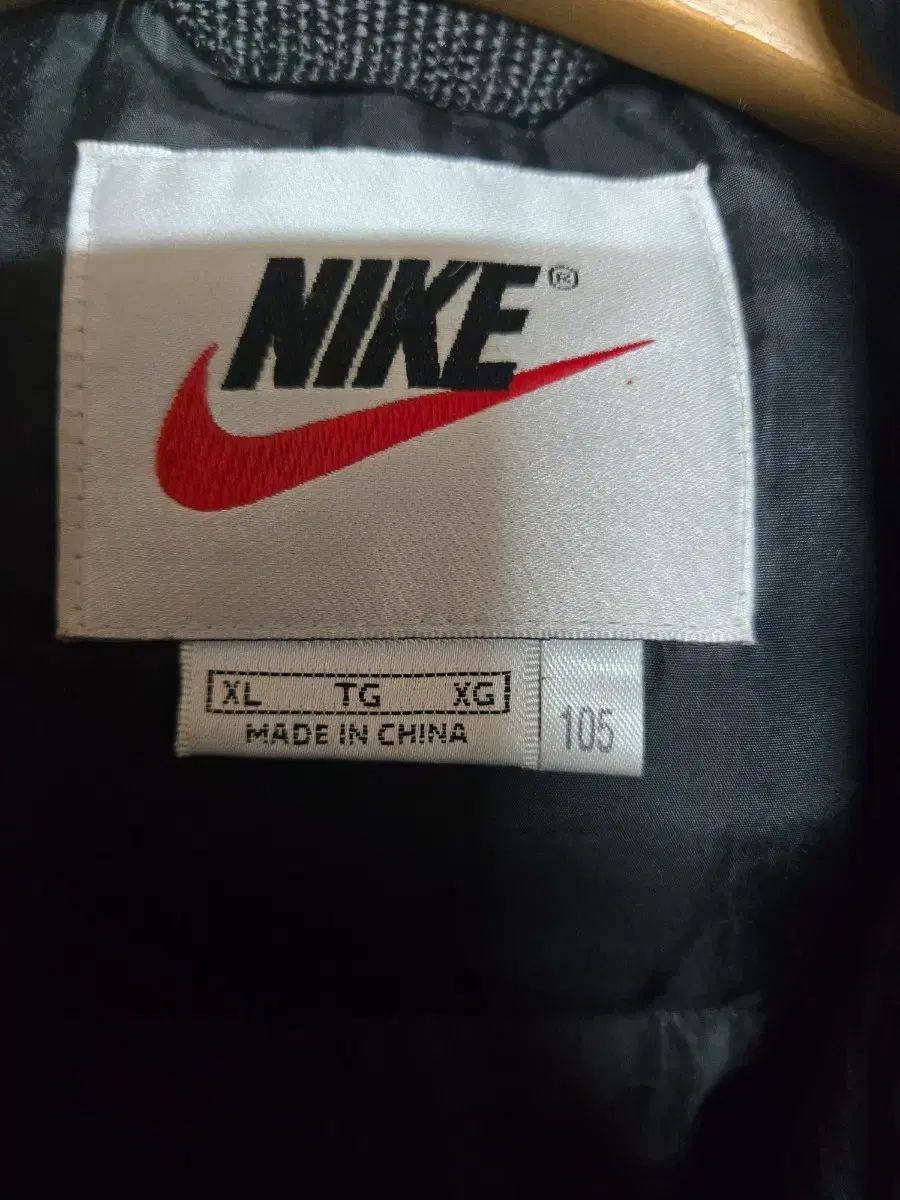 NIKE®
XL TG XG
MADE IN CHINA
105